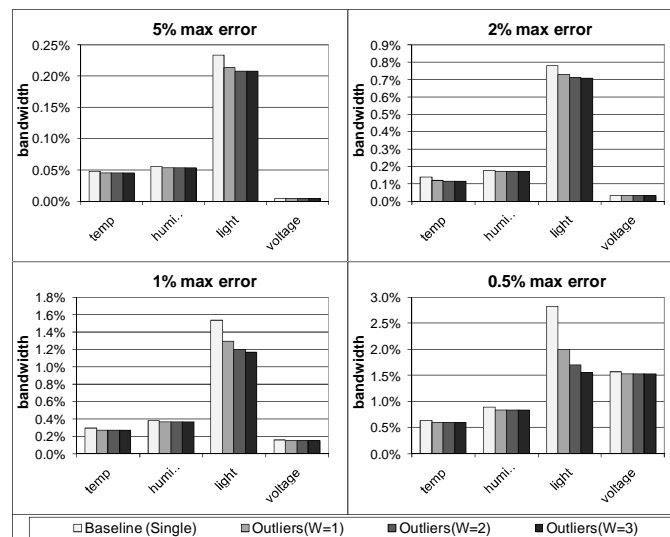 5% max error
bandwidth
0.25%
0.20%
0.15%
0.10%
0.05%
0.00%
temp
humi..
light
voltage
2% max error
bandwidth
0.9%
0.8%
0.7%
0.6%
0.5%
0.4%
0.3%
0.2%
0.1%
0.0%
temp
humi..
light
voltage
1% max error
bandwidth
1.8%
1.6%
1.4%
1.2%
1.0%
0.8%
0.6%
0.4%
0.2%
0.0%
temp
humi..
light
voltage
0.5% max error
bandwidth
3.0%
2.5%
2.0%
1.5%
1.0%
0.5%
0.0%
temp
humi..
light
voltage
Baseline (Single) Outliers(W=1) Outliers(W=2) Outliers(W=3)